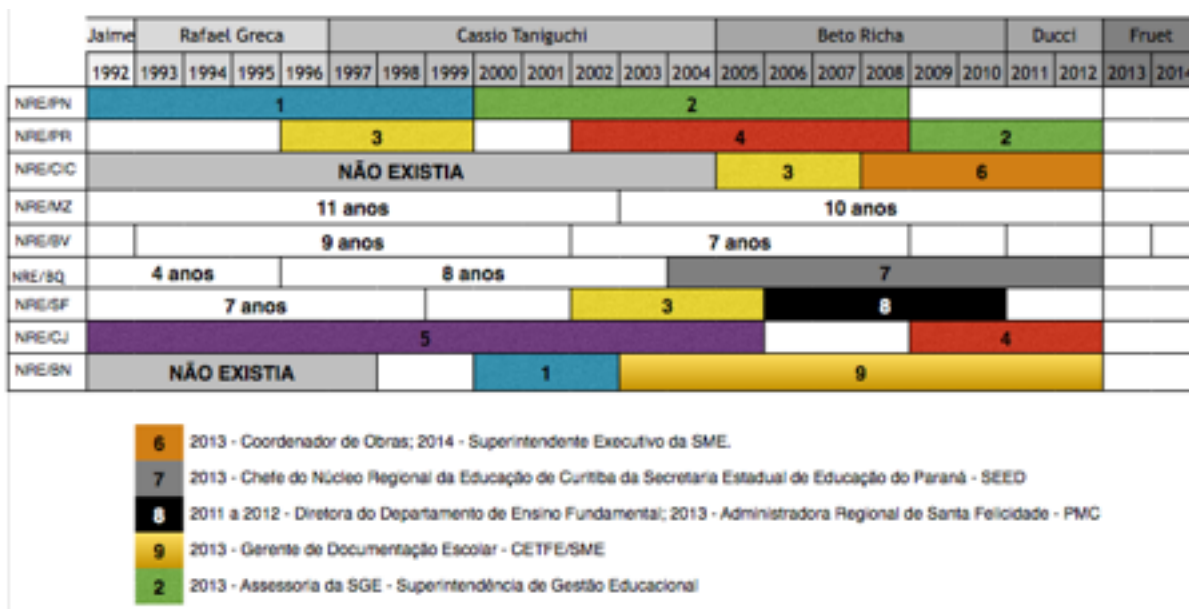 Jaime Rafael Greca Cassio Taniguchi Beto Richa Ducci Fruet
1992 1993 1994 1995 1996 1997 1998 1999 2000 2001 2002 2003 2004 2005 2006 2007 2008 2009 2010 2011 2012 2013 2014
NRE/PN 1 2
NRE/PR 3 4 2
NRE/CIC NÃO EXISTIA 3 6
NRE/MZ 11 anos 10 anos
NRE/BV 9 anos 7 anos
NRE/BQ 4 anos 8 anos 7
NRE/SF 7 anos 3 8
NRE/CJ 5 4
NRE/BN NÃO EXISTIA 1 9
6 2013 - Coordenador de Obras; 2014 - Superintendente Executivo da SME.
7 2013 - Chefe do Núcleo Regional da Educação de Curitiba da Secretaria Estadual de Educação do Paraná - SEED
8 2011 a 2012 - Diretora do Departamento de Ensino Fundamental; 2013 - Administradora Regional de Santa Felicidade - PMC
9 2013 - Gerente de Documentação Escolar - CETFE/SME
2 2013 - Assessoria da SGE - Superintendência de Gestão Educacional